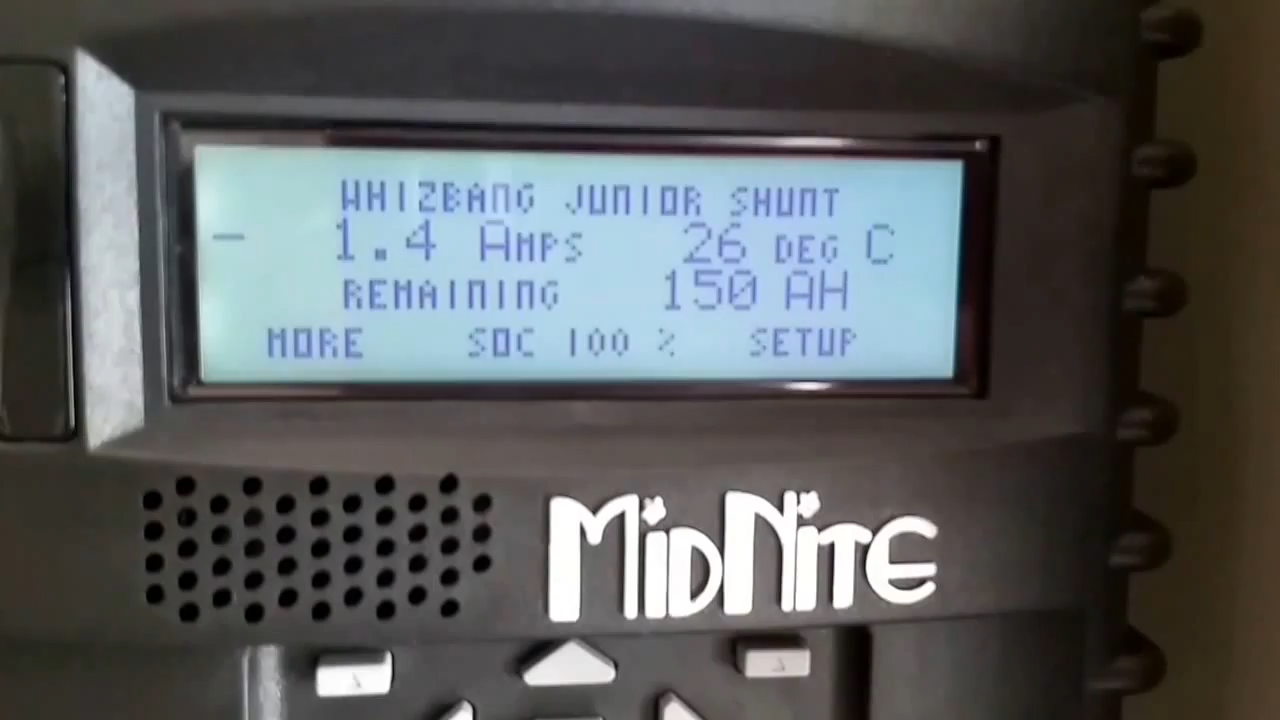 WHIZBANG JUNIOR SHUNT
- 1.4 AMPS 26 DEG C
REMAINING 150 AH
MORE SOC 100 % SETUP
MIDNITE